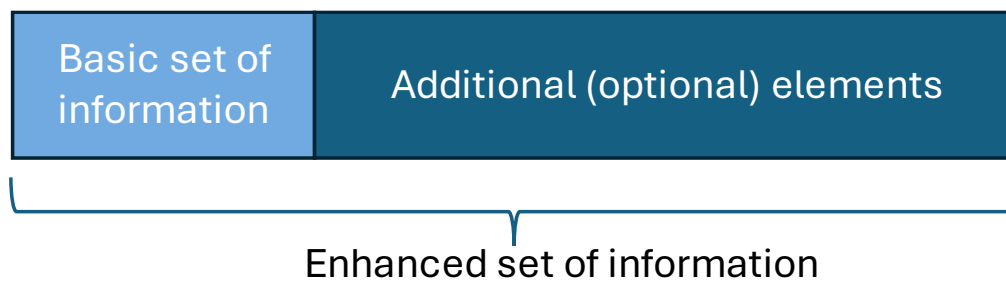 Basic set of
information
Additional (optional) elements
Enhanced set of information